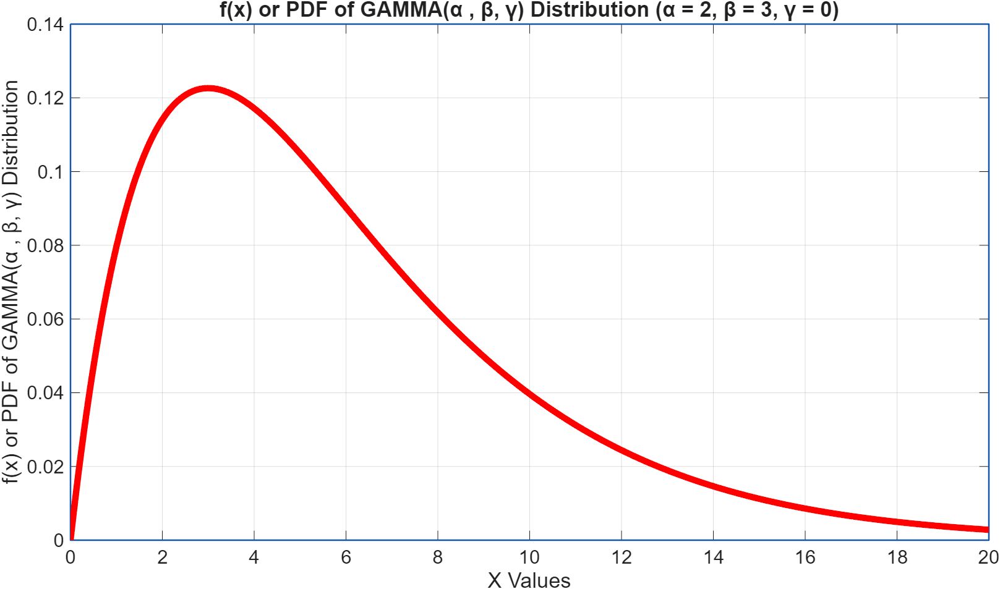 f(x) or PDF of GAMMA(α , β, γ) Distribution (α = 2, β = 3, γ = 0)
f(x) or PDF of GAMMA(α , β, γ) Distribution
0.14
0.12
0.1
0.08
0.06
0.04
0.02
0
0 2 4 6 8 10 12 14 16 18 20
X Values